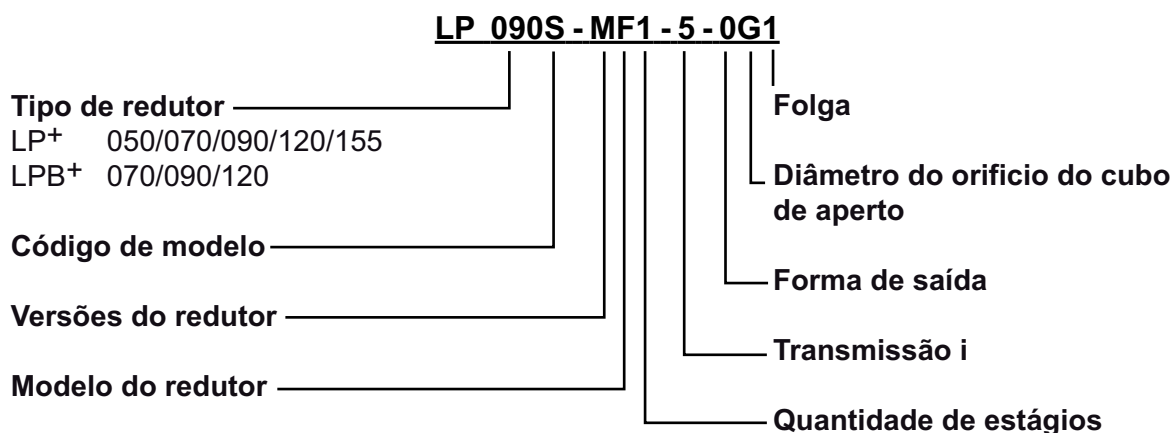 LP 090S - MF1 - 5 - 0G1
Tipo de redutor
LP+ 050/070/090/120/155
LPB+ 070/090/120
Código de modelo
Versões do redutor
Modelo do redutor
Folga
Diâmetro do orificio do cubo
de aperto
Forma de saída
Transmissão i
Quantidade de estágios